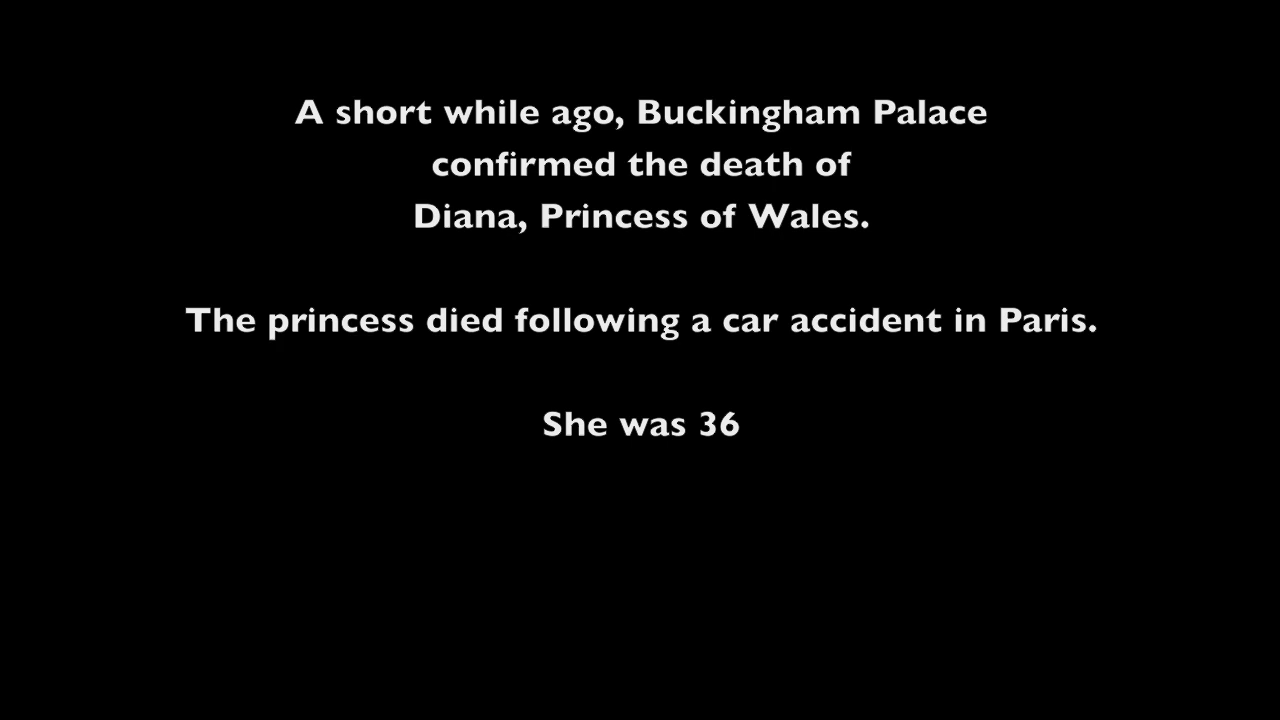 A short while ago, Buckingham Palace
confirmed the death of
Diana, Princess of Wales.
The princess died following a car accident in Paris.
She was 36